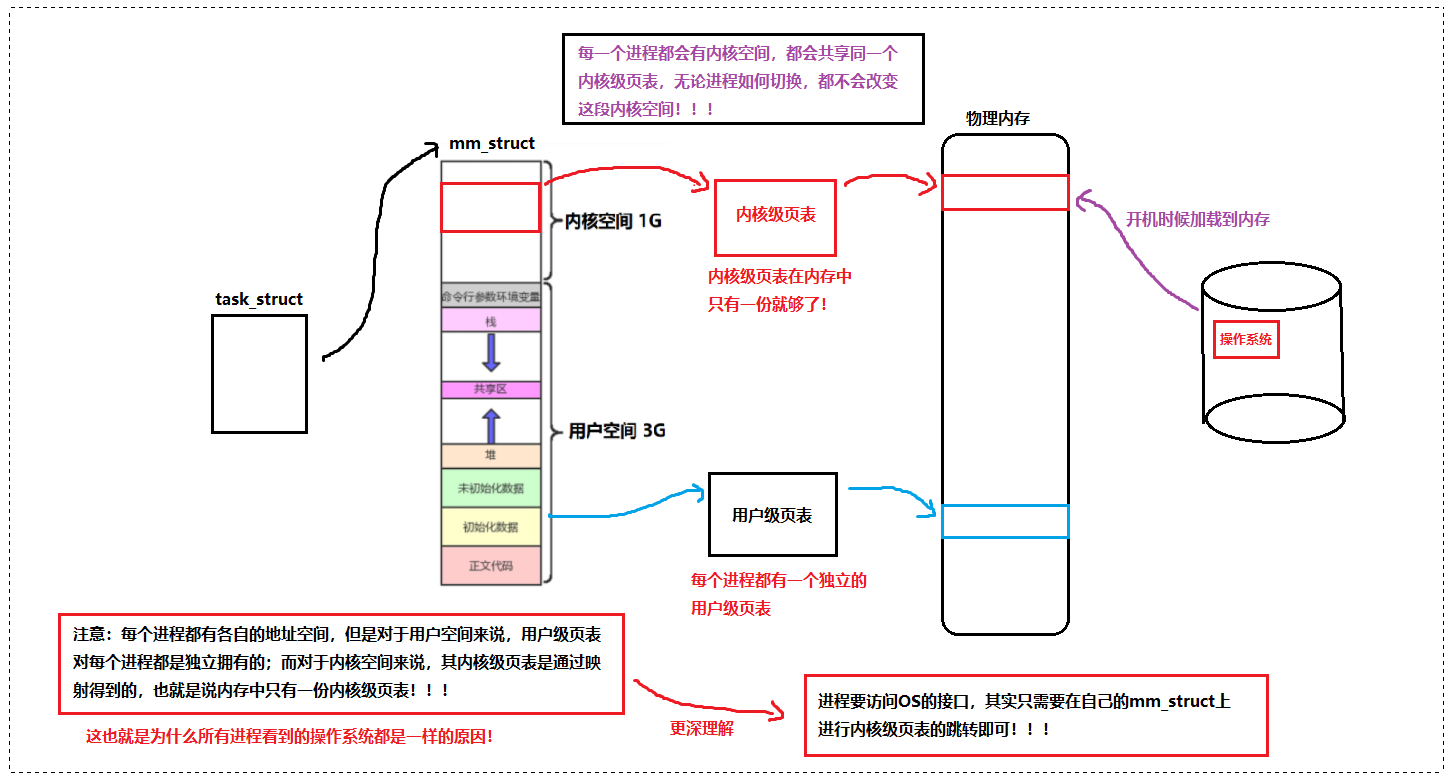 每一个进程都会有内核空间，都会共享同一个
内核级页表，无论进程如何切换，都不会改变
这段内核空间！！！
物理内存
mm_struct
内核级页表
内核空间 1G
开机时候加载到内存
内核级页表在内存中
只有一份就够了！
task_struct
命令行参数环境变量
栈
操作系统
共享区
用户空间 3G
堆
未初始化数据
用户级页表
初始化数据
正文代码
每个进程都有一个独立的
用户级页表
注意：每个进程都有各自的地址空间，但是对于用户空间来说，用户级页表
对每个进程都是独立拥有的；而对于内核空间来说，其内核级页表是通过映
射得到的，也就是说内存中只有一份内核级页表！！！
这也就是为什么所有进程看到的操作系统都是一样的原因！
更深理解
进程要访问OS的接口，其实只需要在自己的mm_struct上
进行内核级页表的跳转即可！！！